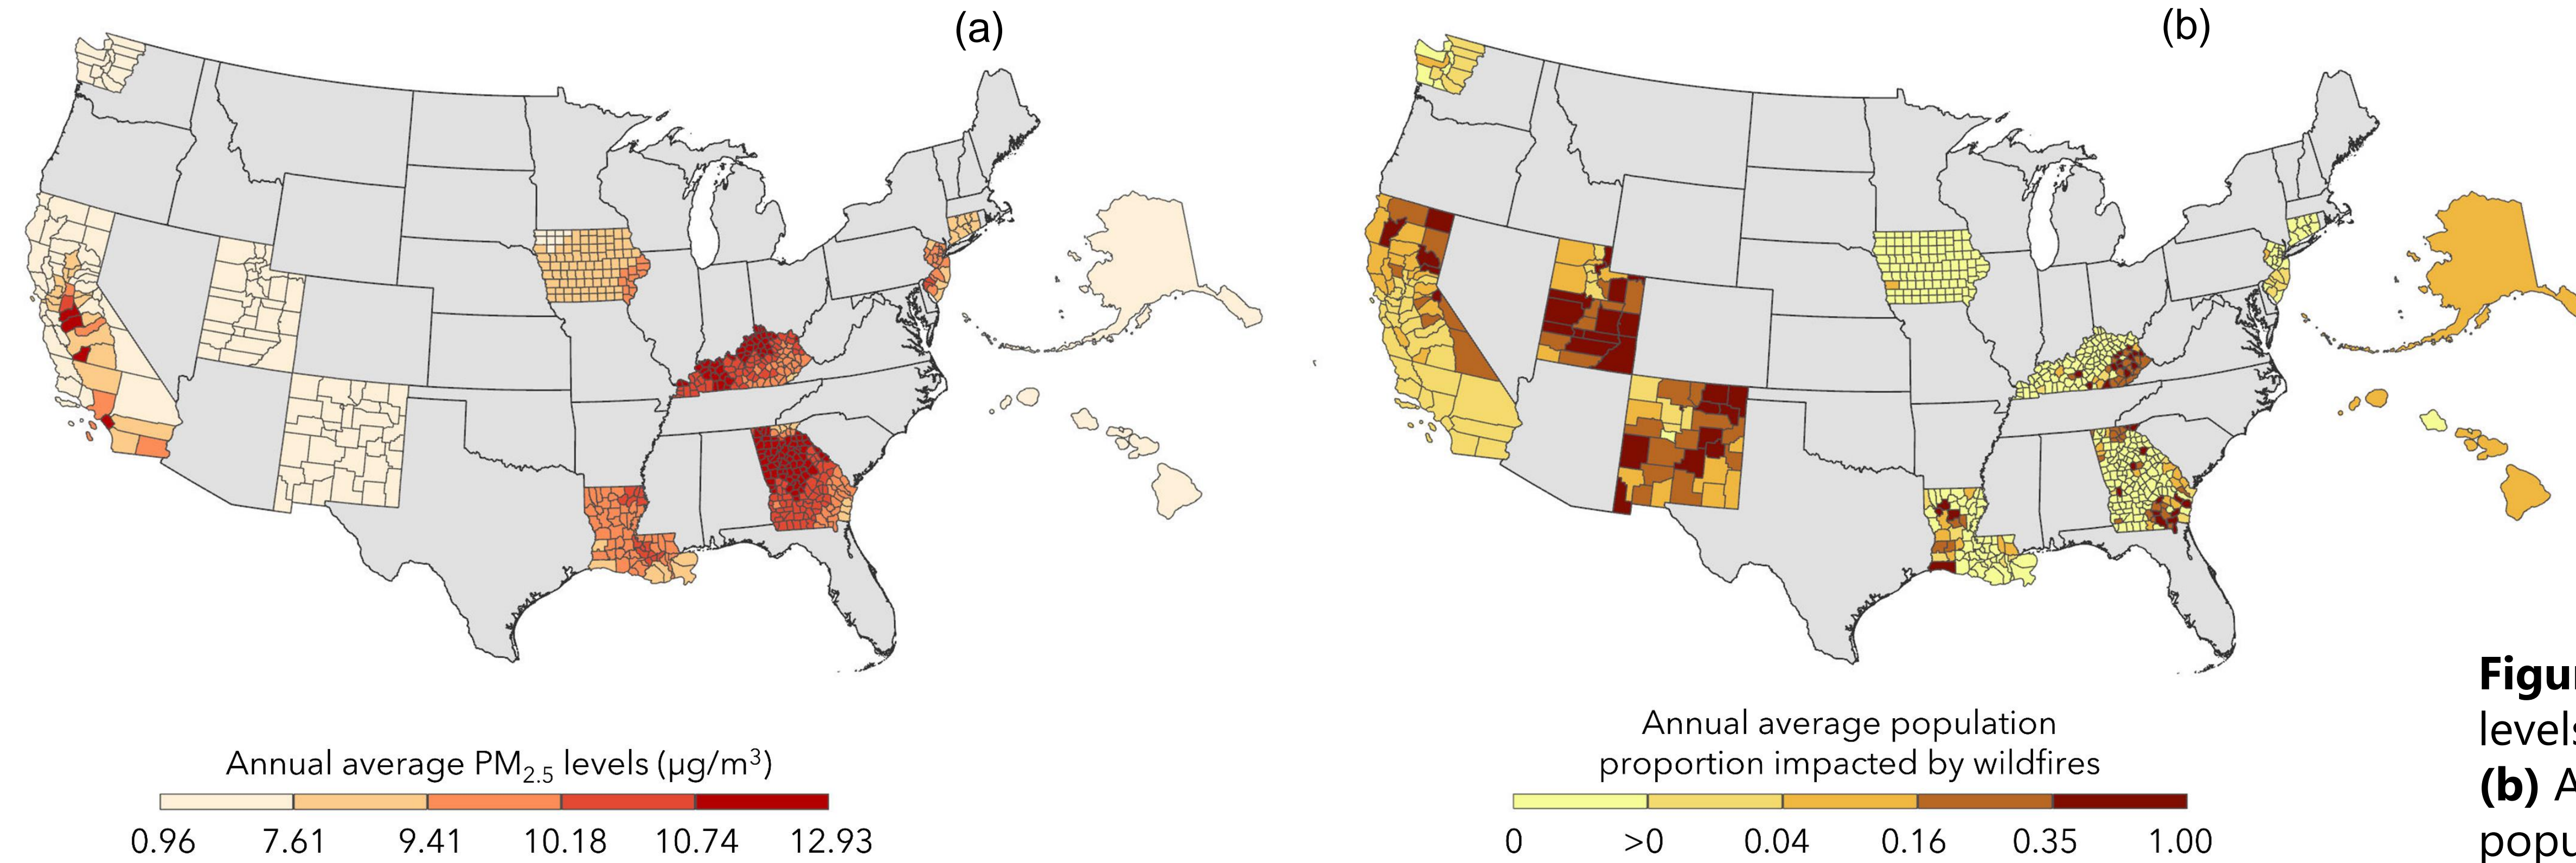 (a)
(b)
Annual average PM2.5 levels (μg/m³)
0.96 7.61 9.41 10.18 10.74 12.93
Annual average population
proportion impacted by wildfires
0 >0 0.04 0.16 0.35 1.00
levels
(b)